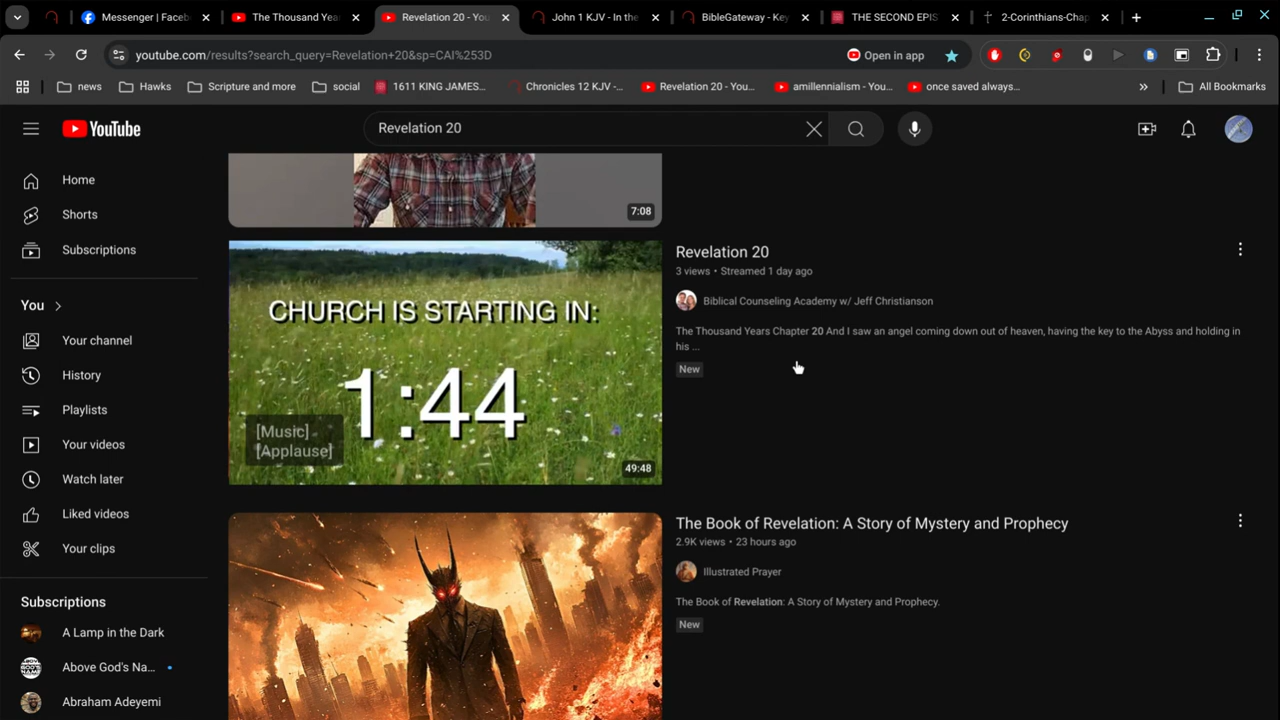 Messenger | Faceb
The Thousand Year
Revelation 20 - You
John 1 KJV - In the
BibleGateway - Key
THE SECOND EPIS
2-Corinthians-Chap
youtube.com/results?search_query=Revelation+20&sp=CAI%253D
Open in app
news
Hawks
Scripture and more
social
1611 KING JAMES...
Chronicles 12 KJV -...
Revelation 20 - You...
amillennialism - You...
once saved always...
All Bookmarks
YouTube
Revelation 20
Home
Shorts
Subscriptions
You
Your channel
History
Playlists
Your videos
Watch later
Liked videos
Your clips
Subscriptions
A Lamp in the Dark
Above God's Na...
Abraham Adeyemi
7:08
CHURCH IS STARTING IN:
1:44
[Music]
[Applause]
49:48
Revelation 20
3 views • Streamed 1 day ago
Biblical Counseling Academy w/ Jeff Christianson
The Thousand Years Chapter 20 And I saw an angel coming down out of heaven, having the key to the Abyss and holding in
his ...
New
The Book of Revelation: A Story of Mystery and Prophecy
2.9K views • 23 hours ago
Illustrated Prayer
The Book of Revelation: A Story of Mystery and Prophecy.
New